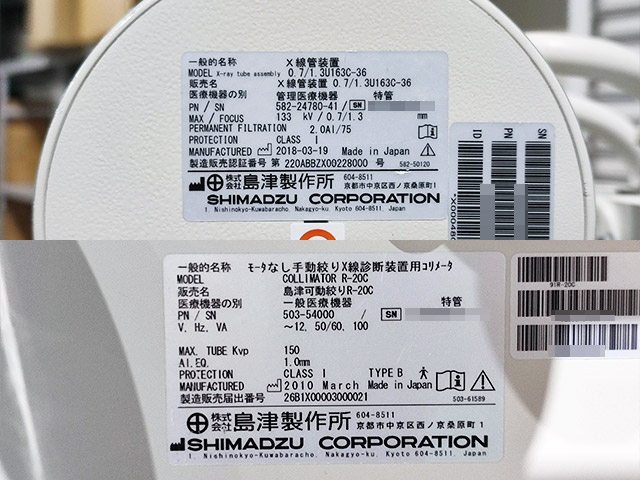 一般的名称 X線管装置
MODEL X-ray tube assembly 0.7/1.3U163C-36
販売名 X線管装置 0.7/1.3U163C-36
医療機器の別 管理医療機器 特管
PN / SN 582-24780-41 / SN
MAX / FOCUS 133 kV / 0.7/1.3 mm
PERMANENT FILTRATION 2.0Al/75
PROTECTION CLASS I
MANUFACTURED 2018-03-19 Made in Japan
製造販売認証番号 第 220ABBZX00228000 号 582-50120
株式会社 島津製作所 604-8511 京都市中京区西ノ京桑原町1
SHIMADZU CORPORATION
1, Nishinokyo-Kuwabaracho, Nakagyo-ku, Kyoto 604-8511, Japan
ID PN SN
一般的名称 モータなし手動絞りX線診断装置用コリメータ
MODEL COLLIMATOR R-20C
販売名 島津可動絞りR-20C
医療機器の別 一般医療機器 特管
PN / SN 503-54000 / SN
V, Hz, VA ~12, 50/60, 100
MAX. TUBE Kvp 150
Al.EQ. 1.0mm
PROTECTION CLASS I TYPE B
MANUFACTURED 2010 March Made in Japan
製造販売届出番号 26B1X00003000021 503-61589
株式会社 島津製作所 604-8511 京都市中京区西ノ京桑原町1
SHIMADZU CORPORATION
1, Nishinokyo-Kuwabaracho, Nakagyo-ku, Kyoto 604-8511, Japan
91R-20C